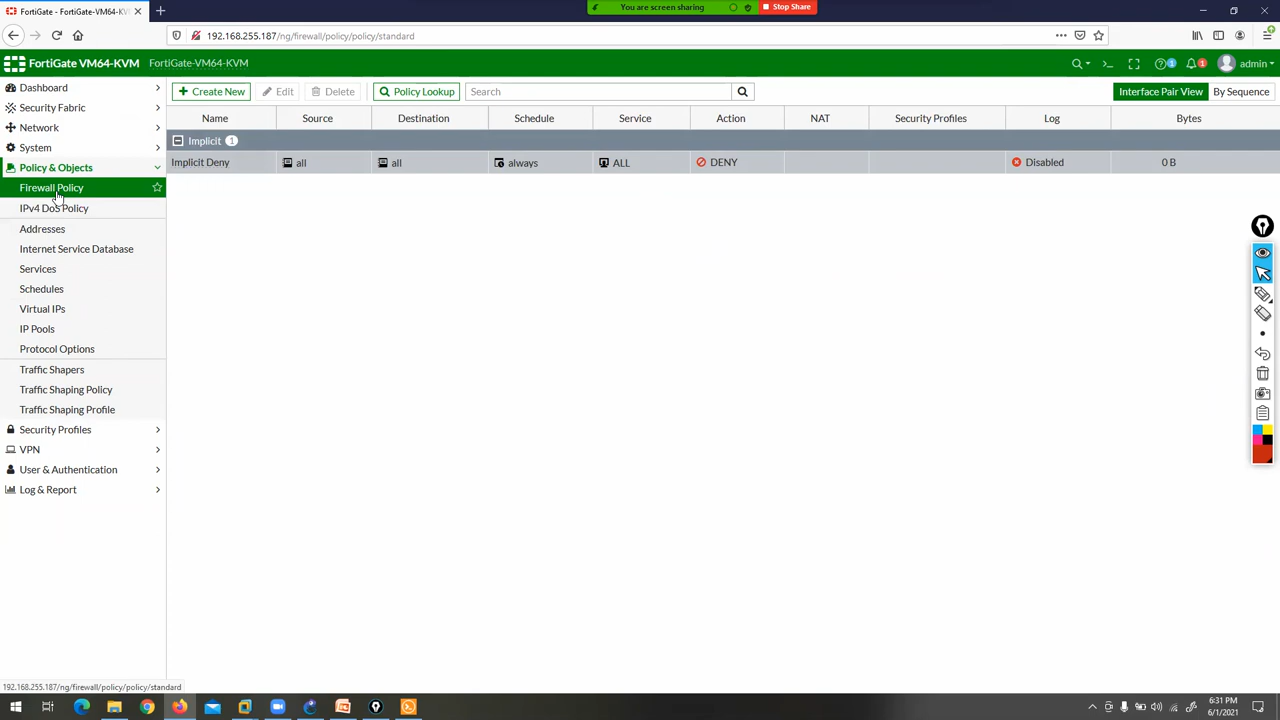 You are screen sharing
Stop Share
FortiGate - FortiGate-VM64-KV
192.168.255.187/ng/firewall/policy/policy/standard
FortiGate VM64-KVM FortiGate-VM64-KVM
1
1
admin
Dashboard
Security Fabric
Network
System
Policy & Objects
Firewall Policy
IPv4 DoS Policy
Addresses
Internet Service Database
Services
Schedules
Virtual IPs
IP Pools
Protocol Options
Traffic Shapers
Traffic Shaping Policy
Traffic Shaping Profile
Security Profiles
VPN
User & Authentication
Log & Report
Create New Edit Delete Policy Lookup Search Interface Pair View By Sequence
Name Source Destination Schedule Service Action NAT Security Profiles Log Bytes
Implicit 1
Implicit Deny all all always ALL DENY Disabled 0 B
192.168.255.187/ng/firewall/policy/policy/standard
6:31 PM
6/1/2021